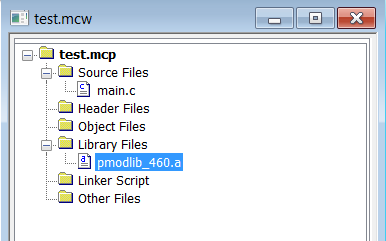 test.mcw
test.mcp
Source Files
main.c
Header Files
Object Files
Library Files
pmodlib_460.a
Linker Script
Other Files